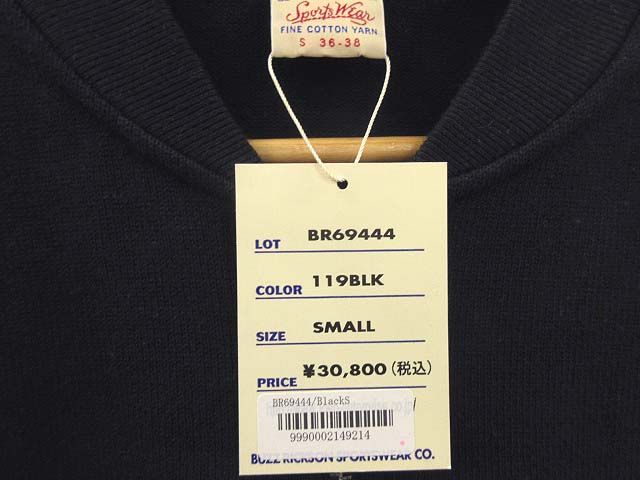 Sports Wear
FINE COTTON YARN
S 36-38
LOT BR69444
COLOR 119BLK
SIZE SMALL
PRICE ¥30,800(税込)
BR69444/BlackS
9990002149214
BUZZ RICKSON SPORTSWEAR CO.